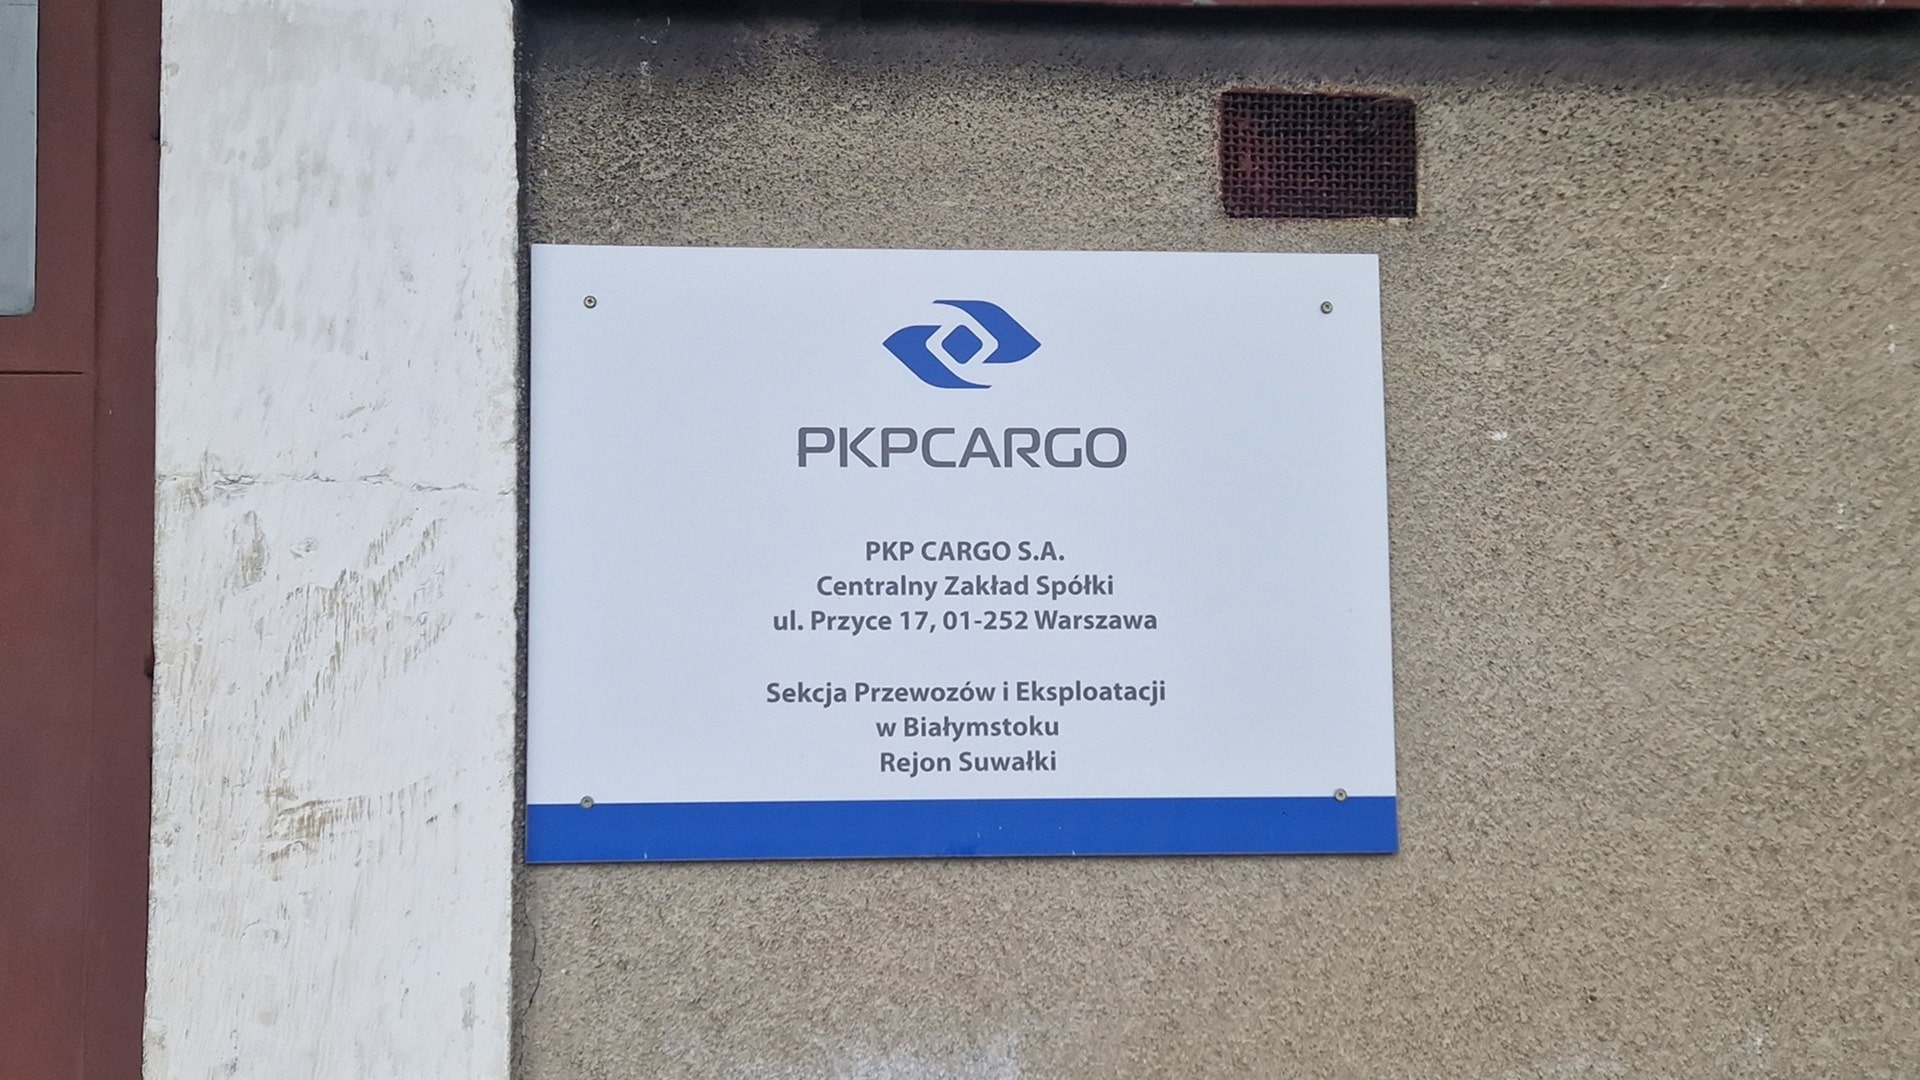 PKPCARGO
PKP CARGO S.A.
Centralny Zakład Spółki
ul. Przyce 17, 01-252 Warszawa
Sekcja Przewozów i Eksploatacji
w Białymstoku
Rejon Suwałki